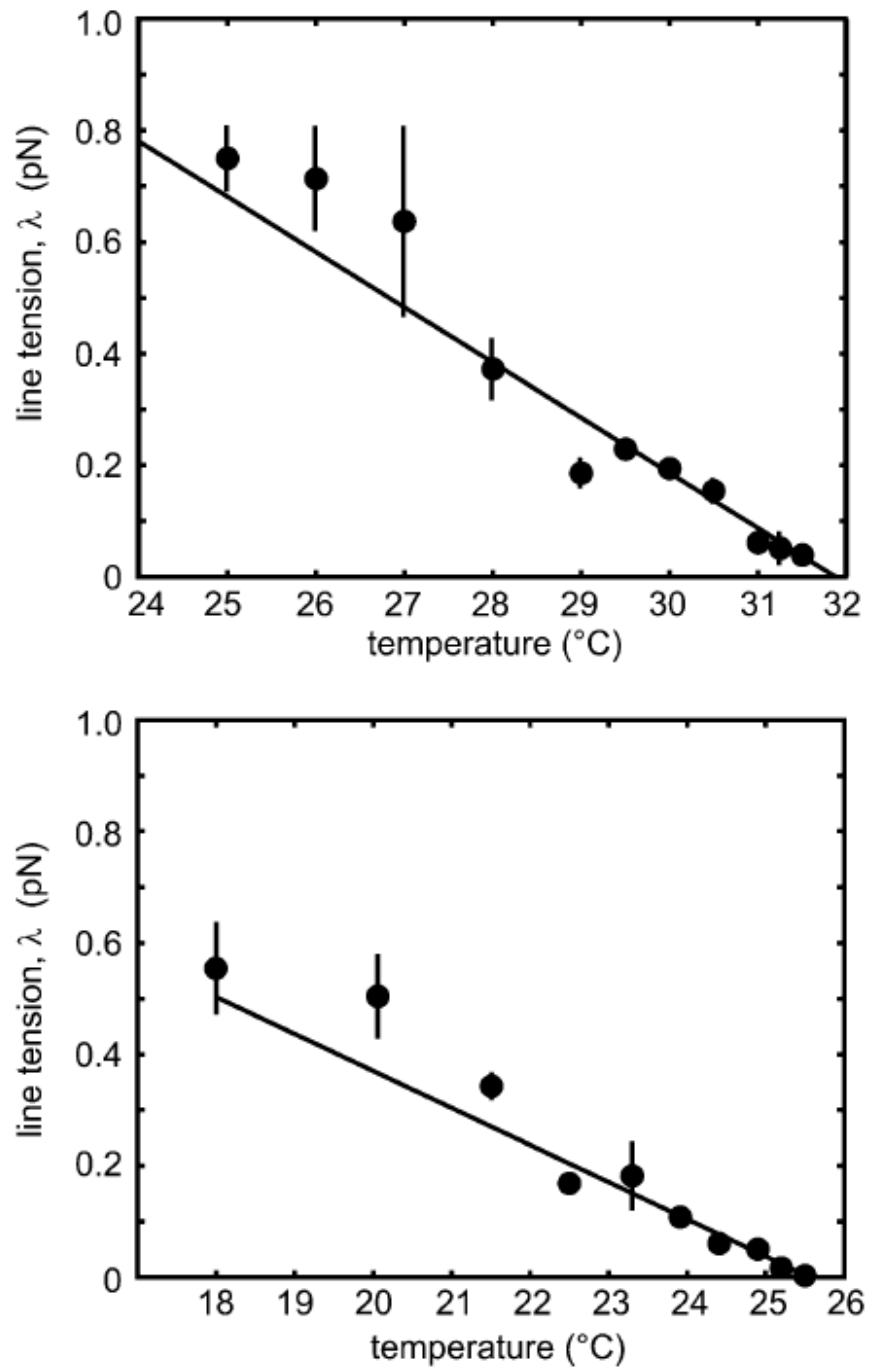 1.0
0.8
0.6
0.4
0.2
0
line tension, λ (pN)
24 25 26 27 28 29 30 31 32
temperature (°C)
1.0
0.8
0.6
0.4
0.2
0
line tension, λ (pN)
18 19 20 21 22 23 24 25 26
temperature (°C)